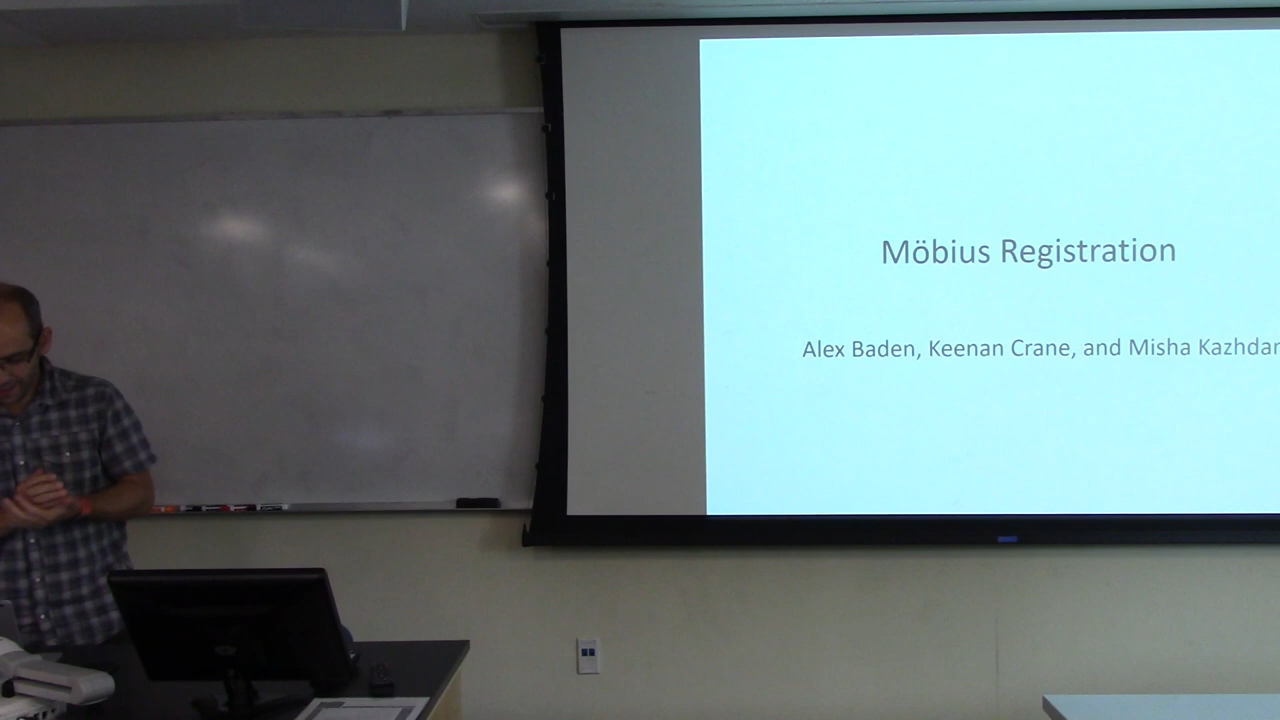 Möbius Registration
Alex Baden, Keenan Crane, and Misha Kazhdan